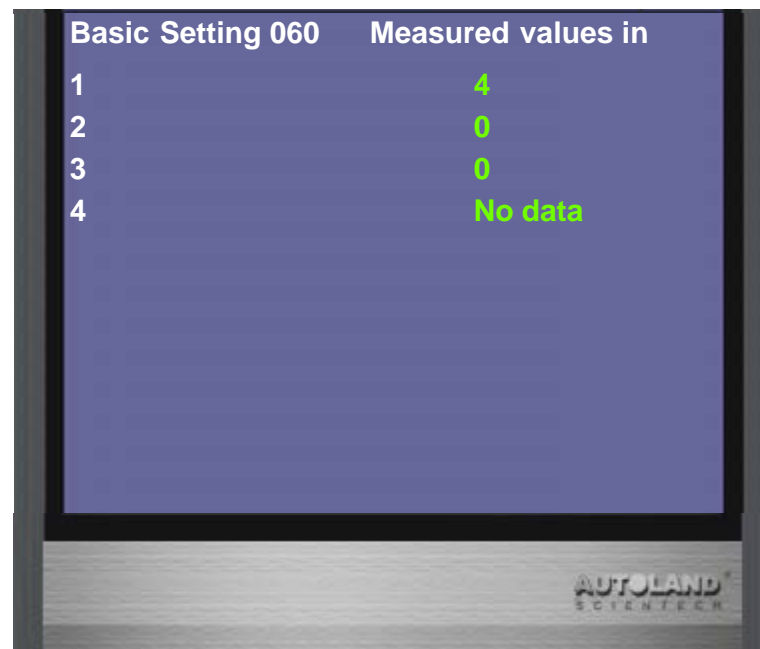 Basic Setting 060 Measured values in
1 4
2 0
3 0
4 No data
AUTOLAND
SCIENTECH